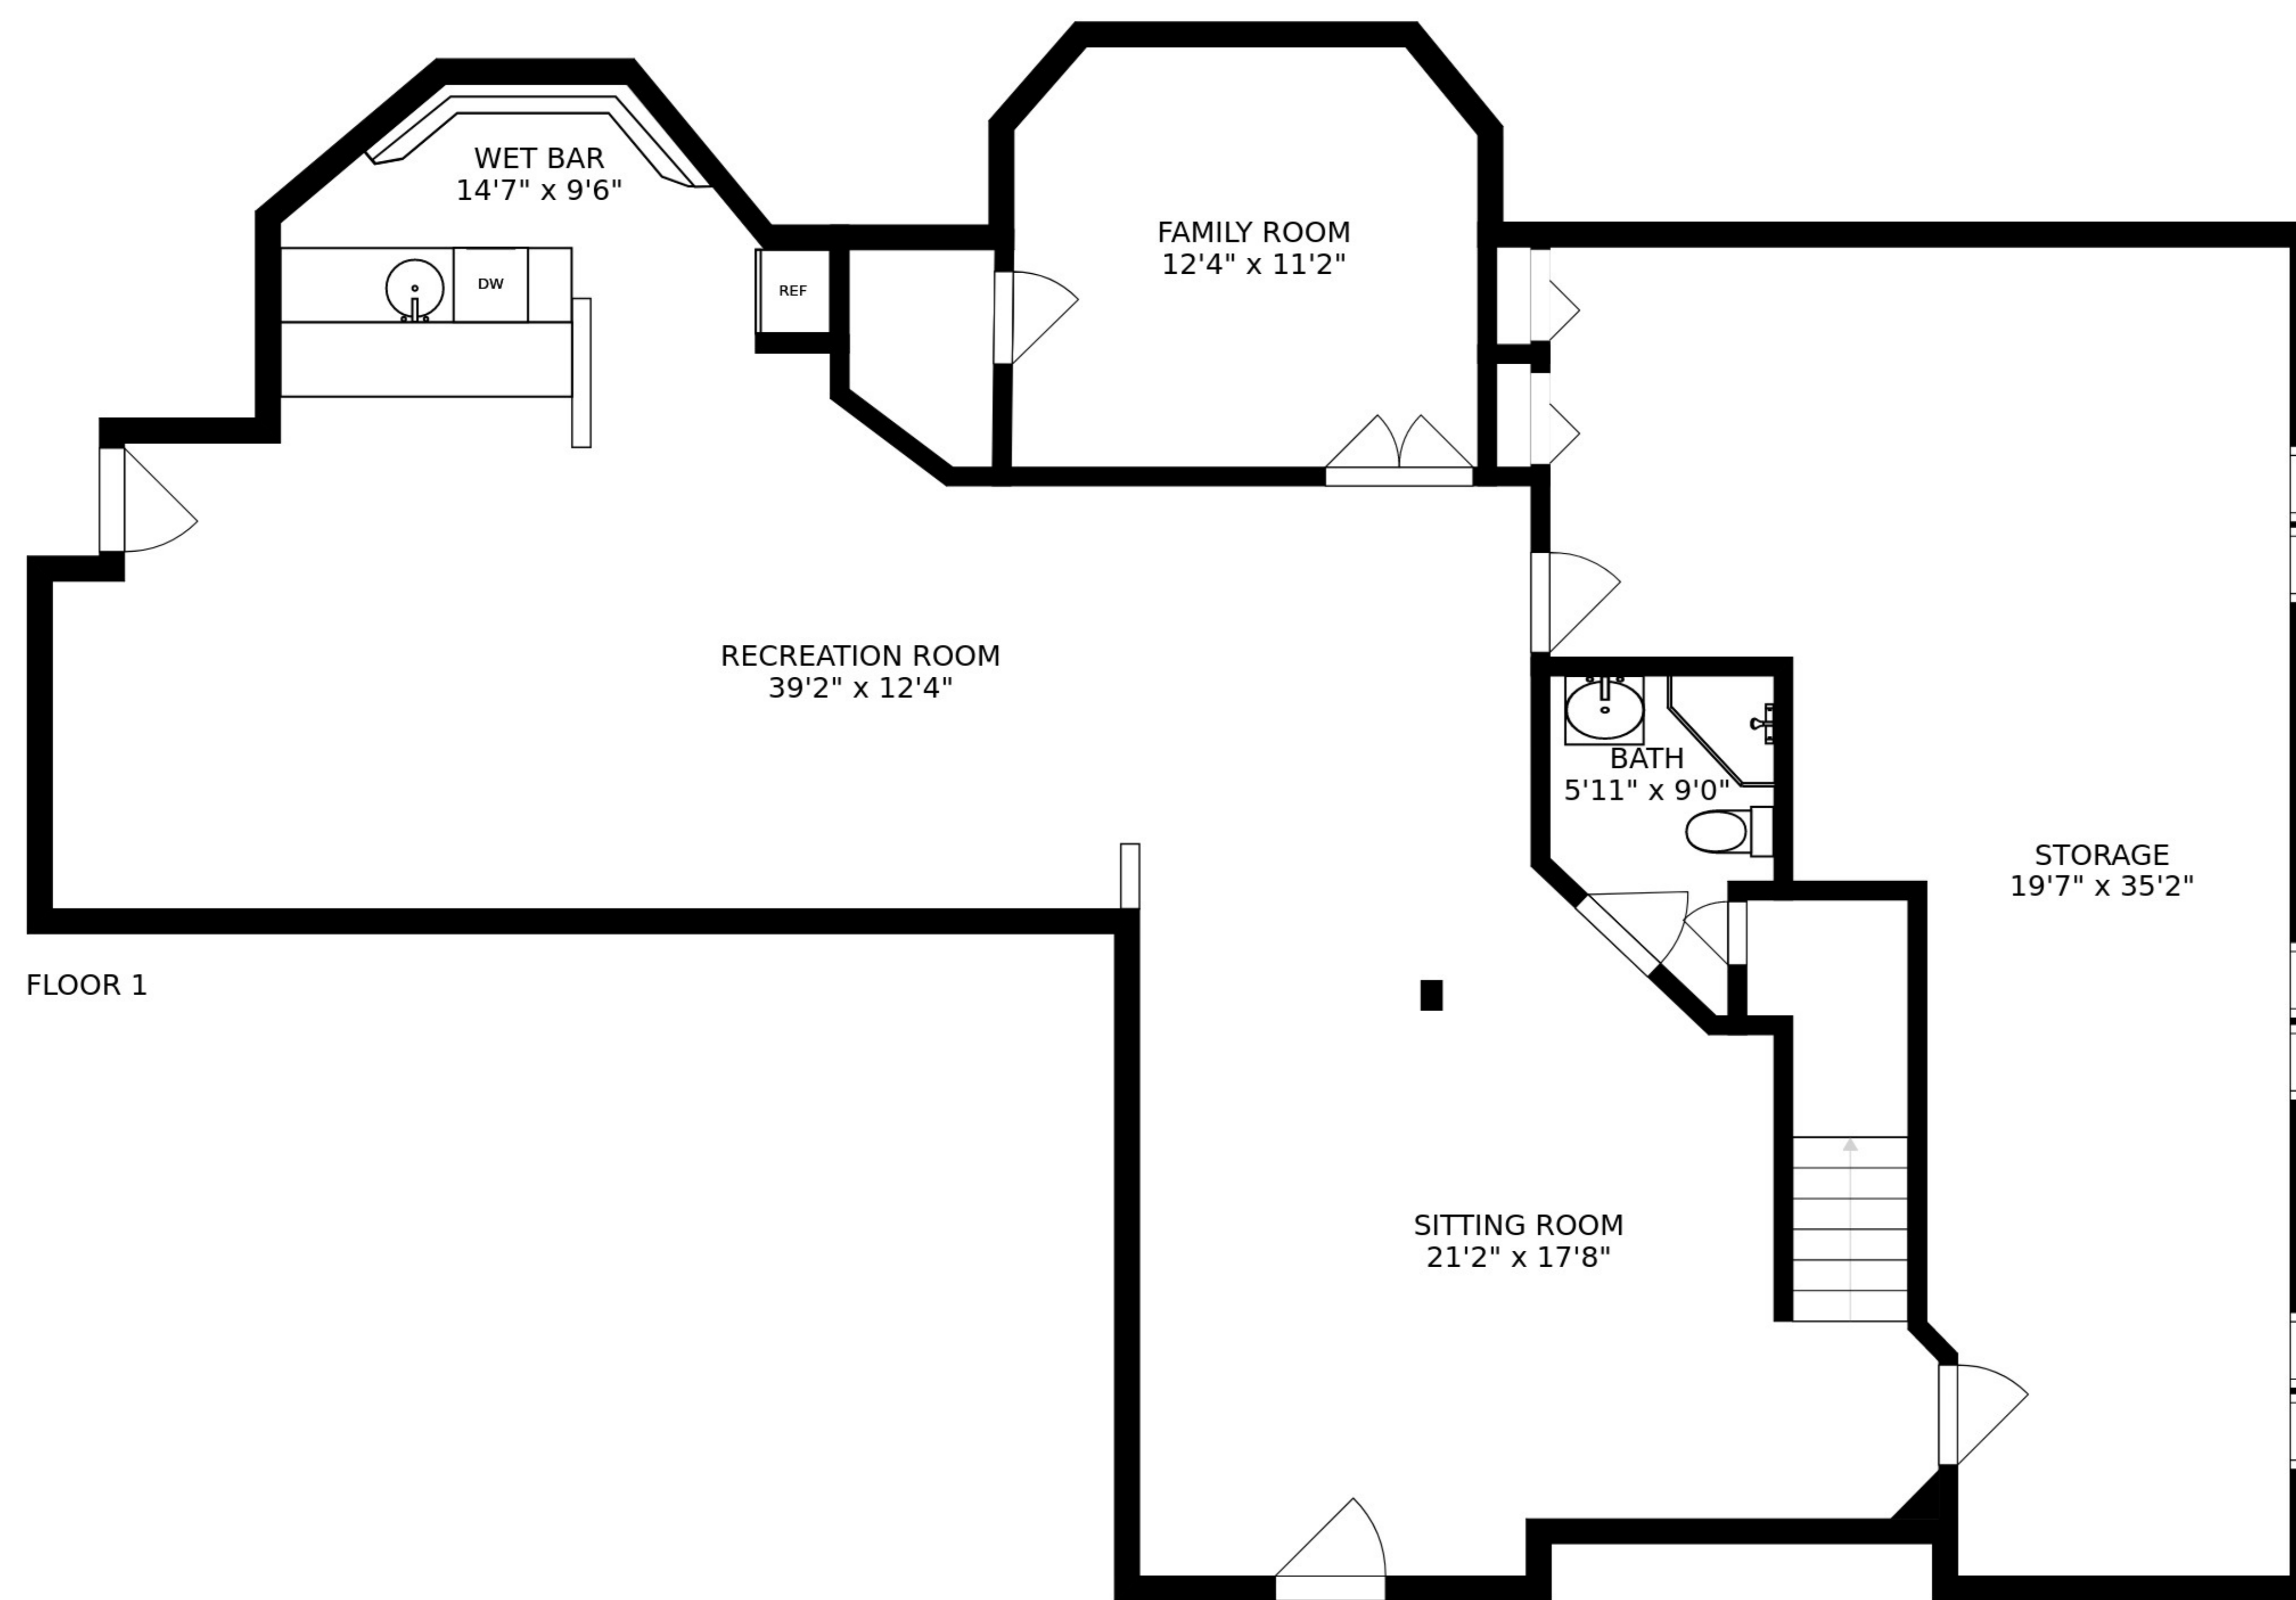 WET BAR
14'7" x 9'6"
DW
REF
FAMILY ROOM
12'4" x 11'2"
RECREATION ROOM
39'2" x 12'4"
BATH
5'11" x 9'0"
STORAGE
19'7" x 35'2"
FLOOR 1
SITTING ROOM
21'2" x 17'8"